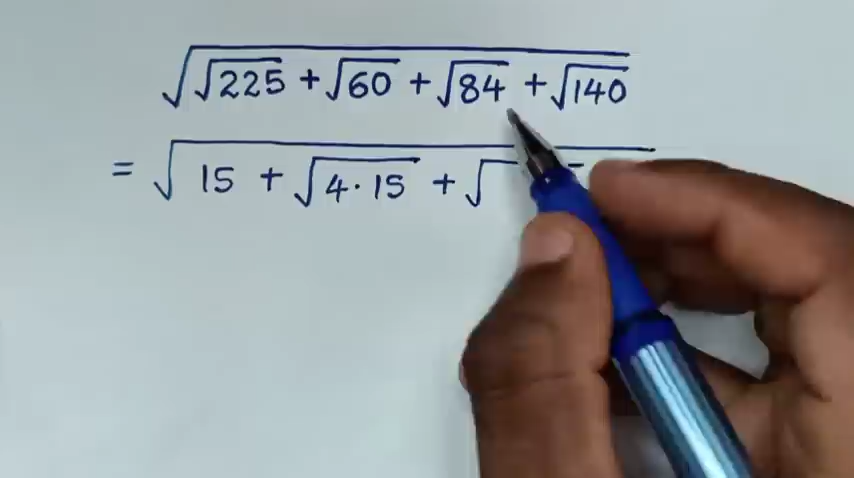 √(√225 + √60 + √84 + √140)
= √(15 + √(4·15) + √